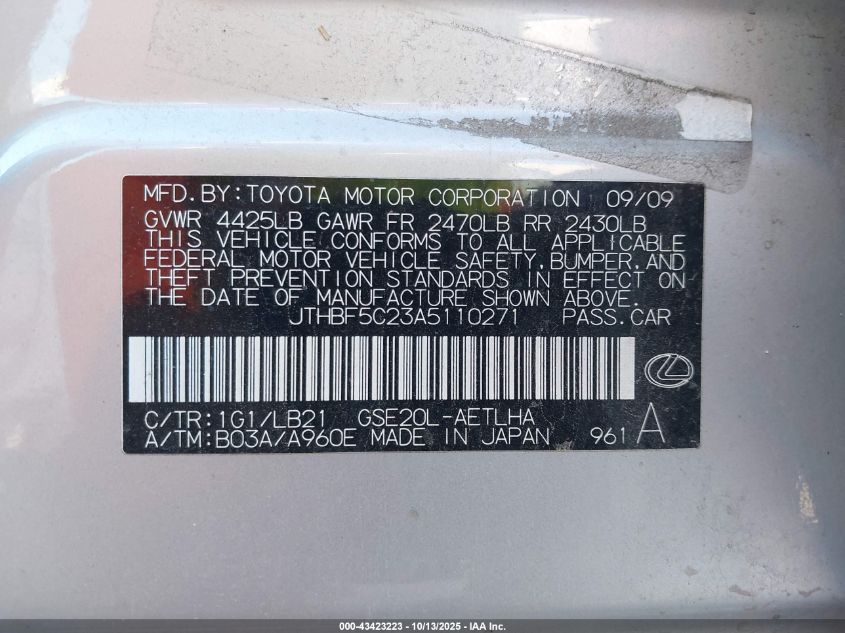 MFD.BY:TOYOTA MOTOR CORPORATION 09/09
GVWR 4425LB GAWR FR 2470LB RR 2430LB
THIS VEHICLE CONFORMS TO ALL APPLICABLE
FEDERAL MOTOR VEHICLE SAFETY,BUMPER,AND
THEFT PREVENTION STANDARDS IN EFFECT ON
THE DATE OF MANUFACTURE SHOWN ABOVE.
JTHBF5C23A5110271 PASS.CAR
C/TR:1G1/LB21 GSE20L-AETLHA
A/TM:B03A/A960E MADE IN JAPAN 961 A
000-43423223 | 10/13/2025 - IAA Inc.